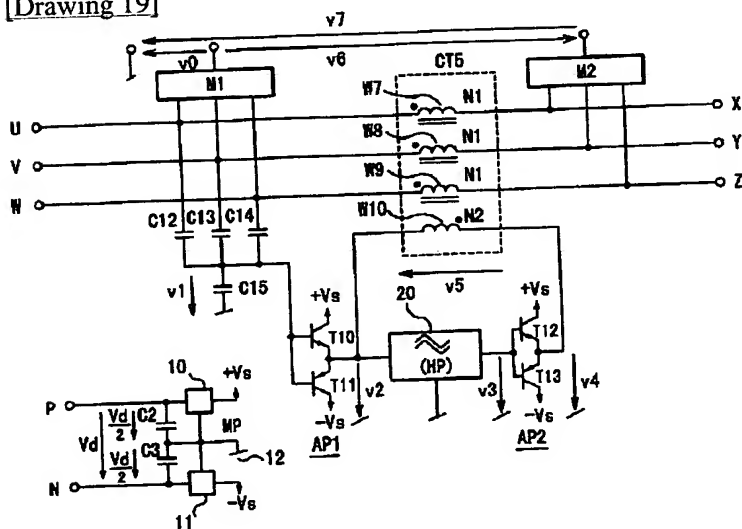 [Drawing 19]
v7
v0
v6
M1
CT5
M2
W7
N1
X
U
W8
N1
Y
V
W9
N1
Z
W
W10
N2
C12 C13 C14
v1
C15
v5
+Vs
20
+Vs
T10
T12
(HP)
T11
v2
v3
T13
v4
-Vs
-Vs
AP1
AP2
10
+Vs
P
Vd/2
C2
MP
Vd
Vd/2
C3
12
N
-Vs
11